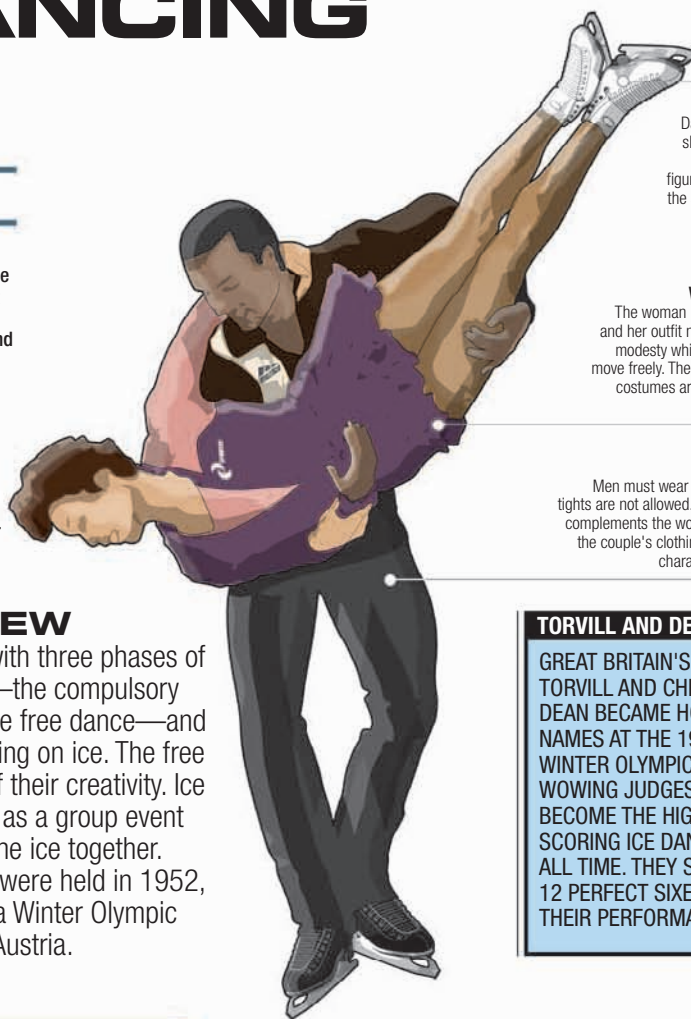 ANCING
e
nd
EW
with three phases of
—the compulsory
e free dance—and
ing on ice. The free
f their creativity. Ice
as a group event
he ice together.
were held in 1952,
a Winter Olympic
Austria.
D
sl
figur
the
The woman
and her outfit n
modesty whi
move freely. The
costumes ar
Men must wear
tights are not allowed.
complements the wo
the couple's clothin
chara
TORVILL AND DE
GREAT BRITAIN'S
TORVILL AND CH
DEAN BECAME HO
NAMES AT THE 19
WINTER OLYMPIC
WOWING JUDGES
BECOME THE HIG
SCORING ICE DAN
ALL TIME. THEY S
12 PERFECT SIXE
THEIR PERFORMA